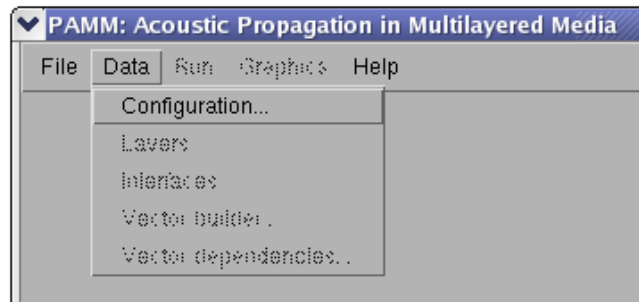 PAMM: Acoustic Propagation in Multilayered Media
File Data Run Graphics Help
Configuration...
Layers
Interfaces
Vector builder..
Vector dependencies..